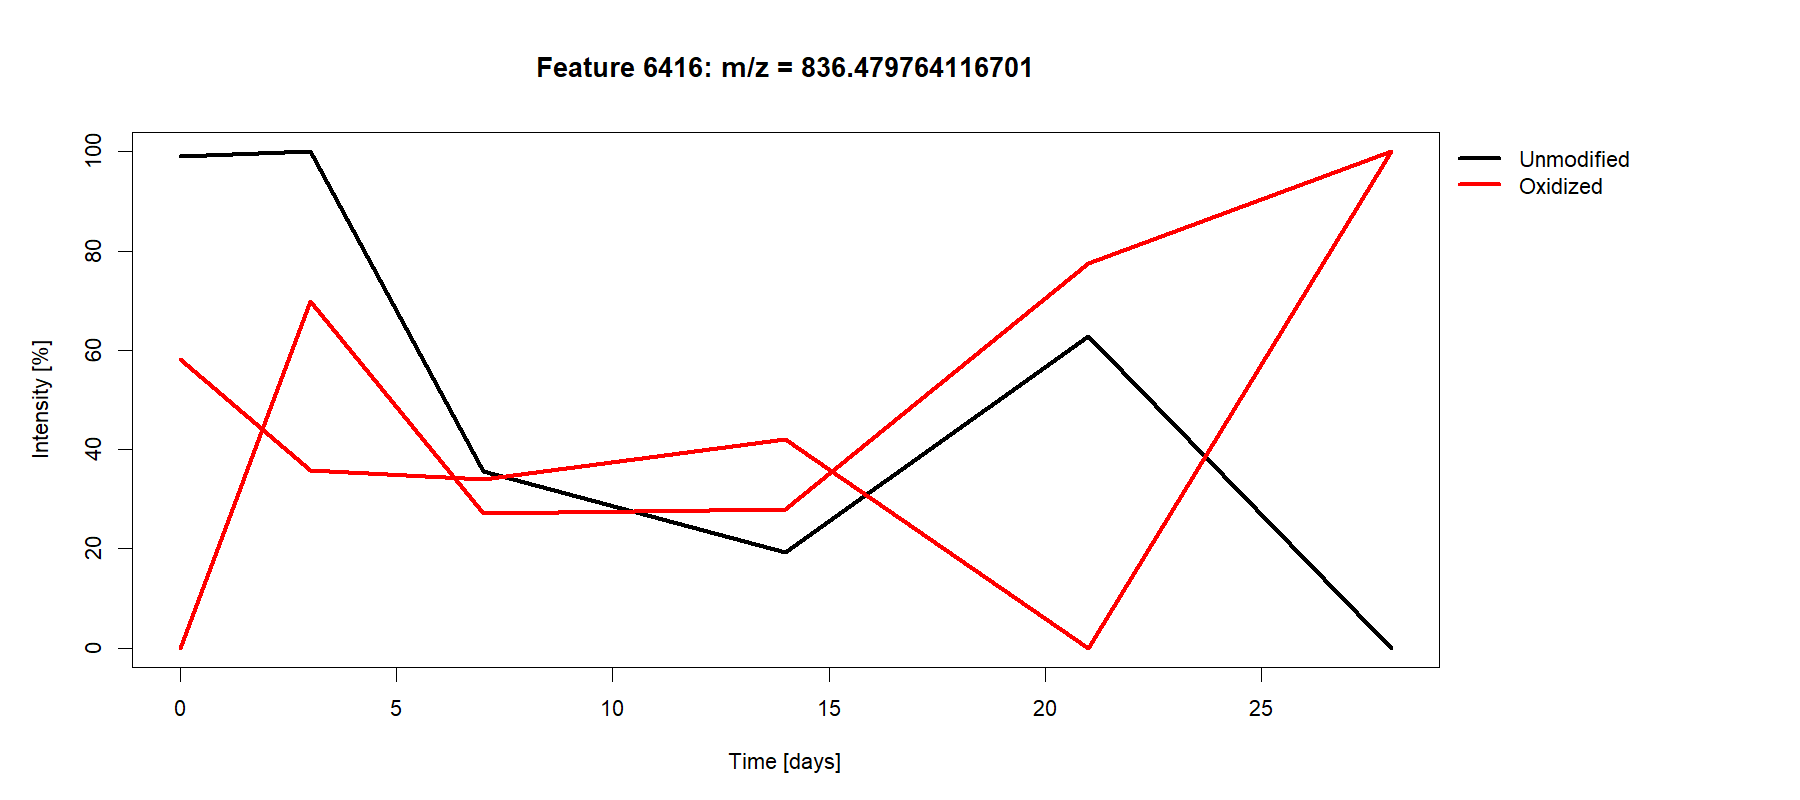 Feature 6416: m/z = 836.479764116701
Unmodified
Oxidized
Intensity [%]
100
80
60
40
20
0
0 5 10 15 20 25
Time [days]